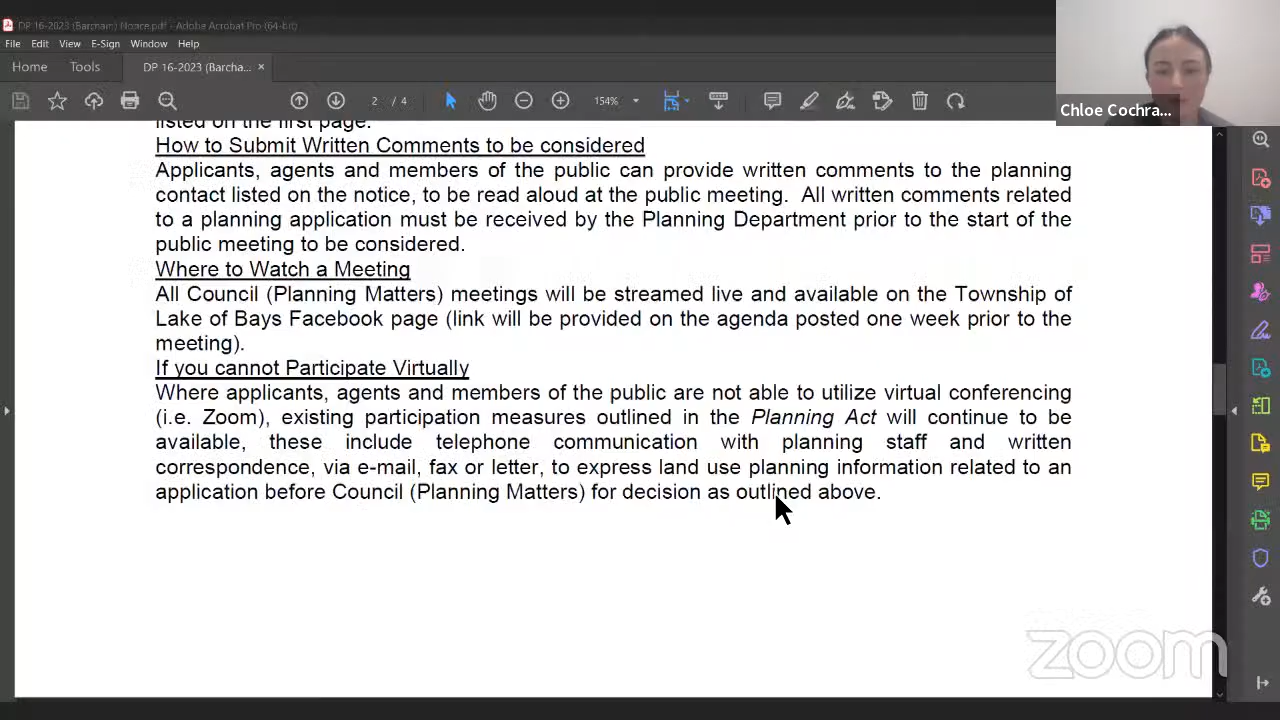 DP 16-2023 (Barchain) Notice.pdf - Adobe Acrobat Pro (64-bit)
File Edit View E-Sign Window Help
Home Tools DP 16-2023 (Barcha... ×
2 / 4 154%
Chloe Cochra...
listed on the first page.
How to Submit Written Comments to be considered
Applicants, agents and members of the public can provide written comments to the planning
contact listed on the notice, to be read aloud at the public meeting. All written comments related
to a planning application must be received by the Planning Department prior to the start of the
public meeting to be considered.
Where to Watch a Meeting
All Council (Planning Matters) meetings will be streamed live and available on the Township of
Lake of Bays Facebook page (link will be provided on the agenda posted one week prior to the
meeting).
If you cannot Participate Virtually
Where applicants, agents and members of the public are not able to utilize virtual conferencing
(i.e. Zoom), existing participation measures outlined in the Planning Act will continue to be
available, these include telephone communication with planning staff and written
correspondence, via e-mail, fax or letter, to express land use planning information related to an
application before Council (Planning Matters) for decision as outlined above.
zoom